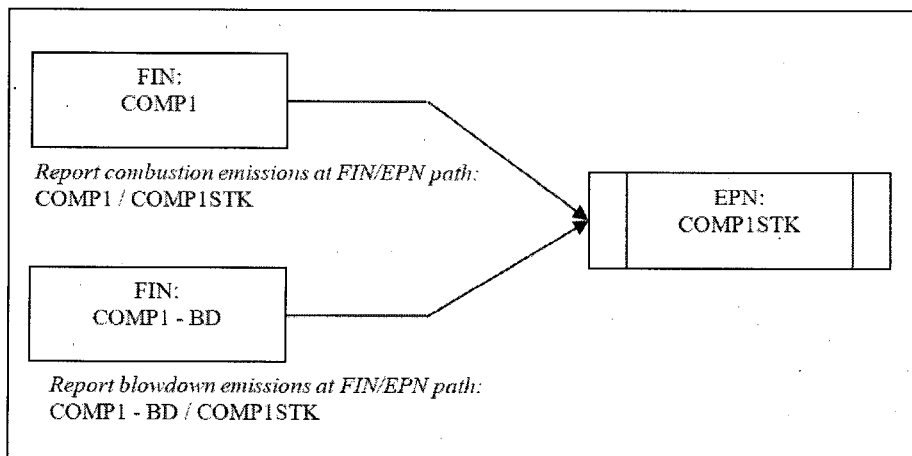 FIN:
COMP1
Report combustion emissions at FIN/EPN path:
COMP1 / COMP1STK
EPN:
COMP1STK
FIN:
COMP1 - BD
Report blowdown emissions at FIN/EPN path:
COMP1 - BD / COMP1STK